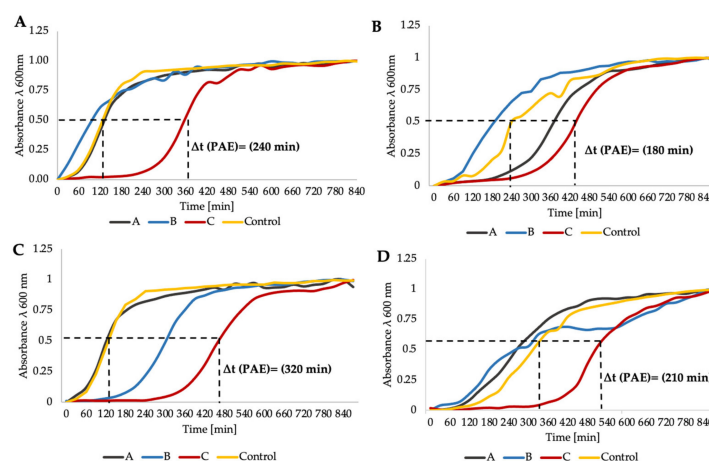 A
Absorbance λ 600nm
1.25
1.00
0.75
0.50
0.25
0.00
Δt (PAE)= (240 min)
0 60 120 180 240 300 360 420 480 540 600 660 720 780 840
Time [min]
A B C Control
B
Absorbance λ 600nm
1.25
1
0.75
0.5
0.25
0
Δt (PAE)= (180 min)
0 60 120 180 240 300 360 420 480 540 600 660 720 780 840
Time [min]
A B C Control
C
Absorbance λ 600 nm
1.25
1
0.75
0.5
0.25
0
Δt (PAE)= (320 min)
0 60 120 180 240 300 360 420 480 540 600 660 720 780 840
Time [min]
A B C Control
D
Absorbance λ 600 nm
1.25
1
0.75
0.5
0.25
0
Δt (PAE)= (210 min)
0 60 120 180 240 300 360 420 480 540 600 660 720 780 840
Time [min]
A B C Control